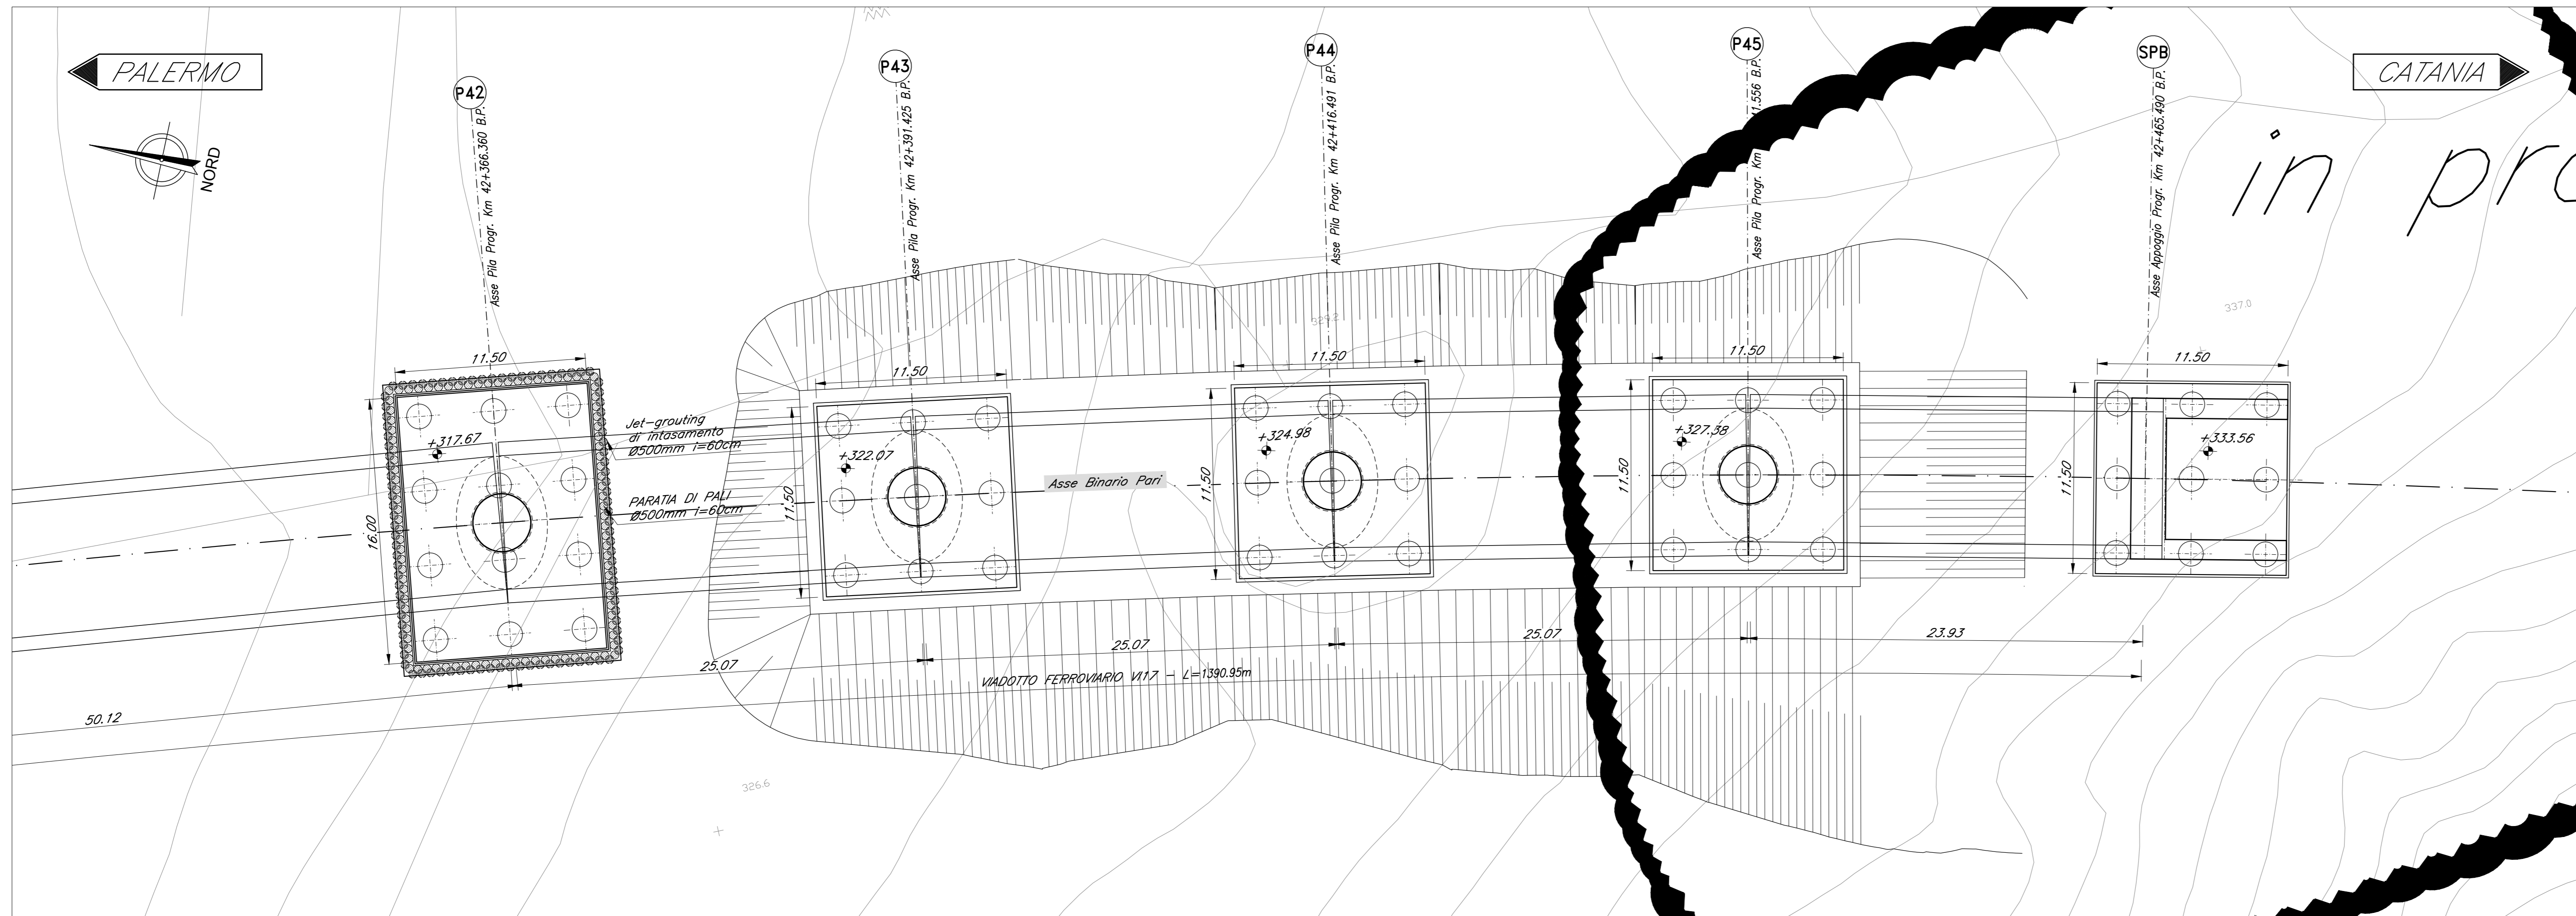 PALERMO
NORD
P42
Asse Pila Progr. Km 42+366.360 B.P.
P43
Asse Pila Progr. Km 42+391.425 B.P.
P44
Asse Pila Progr. Km 42+416.491 B.P.
P45
Asse Pila Progr. Km 1.556 B.P.
SPB
Asse Appoggio Progr. Km 42+465.490 B.P.
CATANIA
in pro
337.0
329.2
11.50
11.50
11.50
11.50
11.50
16.00
11.50
11.50
11.50
11.50
+317.67
+322.07
+324.98
+327.38
+333.56
Jet-grouting
di intasamento
Ø500mm i=60cm
PARATIA DI PALI
Ø500mm i=60cm
Asse Binario Pari
50.12
25.07
25.07
25.07
23.93
VIADOTTO FERROVIARIO VI17 - L=1390.95m
326.6